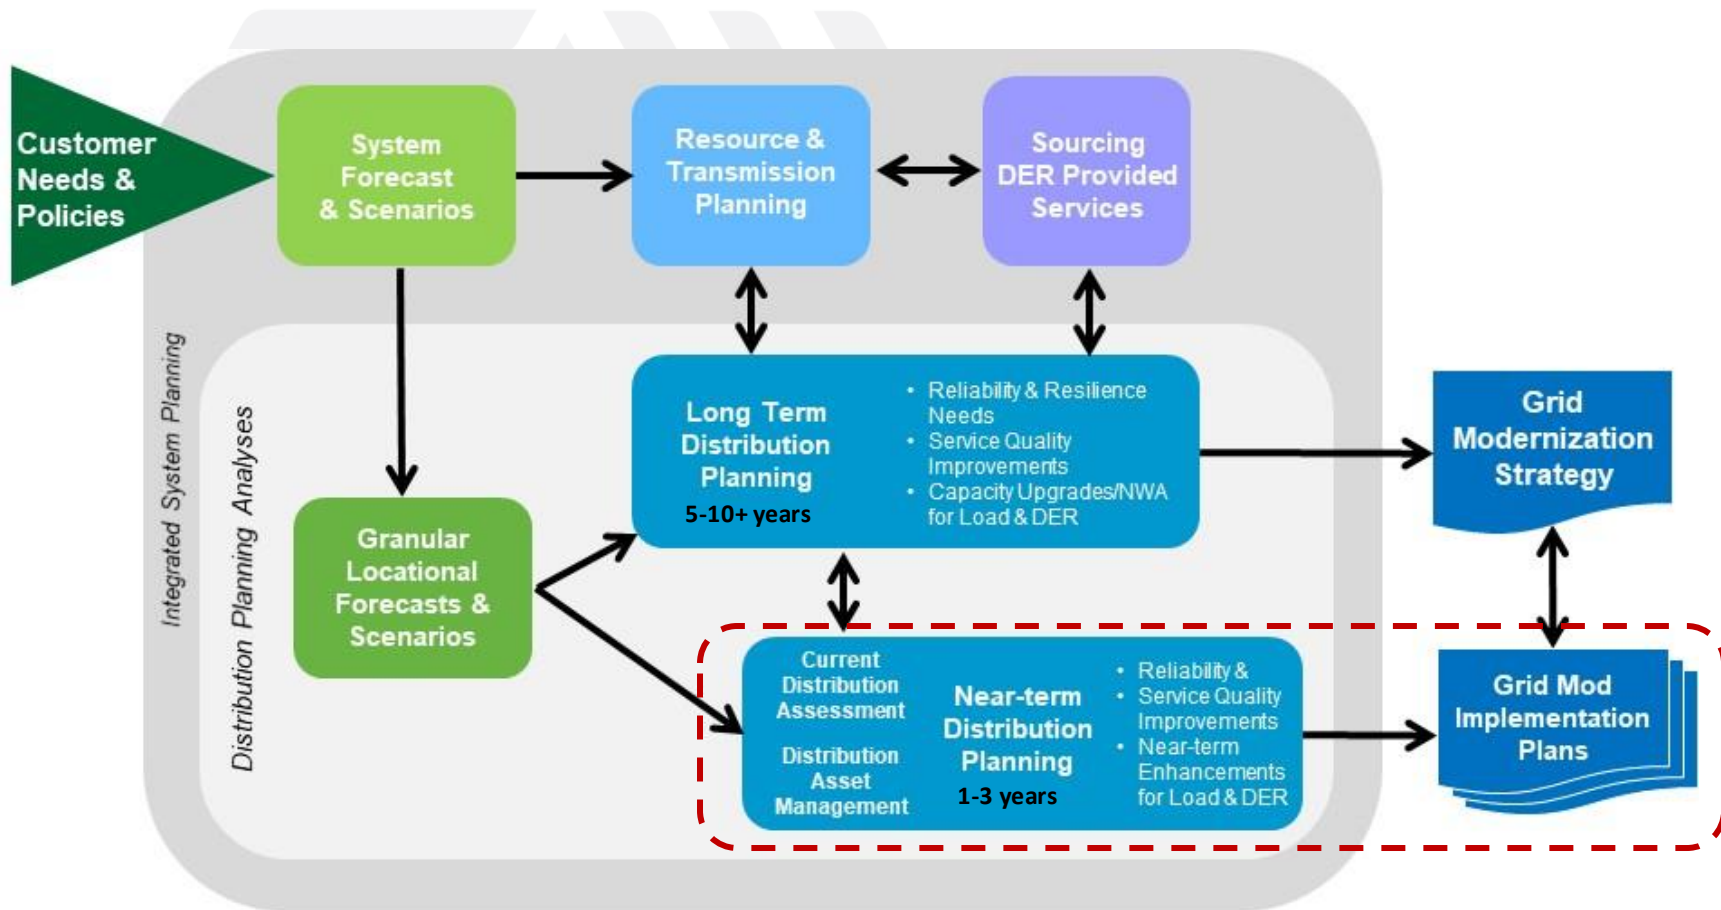 Customer
Needs &
Policies
System
Forecast
& Scenarios
Resource &
Transmission
Planning
Sourcing
DER Provided
Services
Integrated System Planning
Distribution Planning Analyses
Long Term
Distribution
Planning
5-10+ years
• Reliability & Resilience
Needs
• Service Quality
Improvements
• Capacity Upgrades/NWA
for Load & DER
Grid
Modernization
Strategy
Granular
Locational
Forecasts &
Scenarios
Current
Distribution
Assessment
Distribution
Asset
Management
Near-term
Distribution
Planning
1-3 years
• Reliability &
• Service Quality
Improvements
• Near-term
Enhancements
for Load & DER
Grid Mod
Implementation
Plans